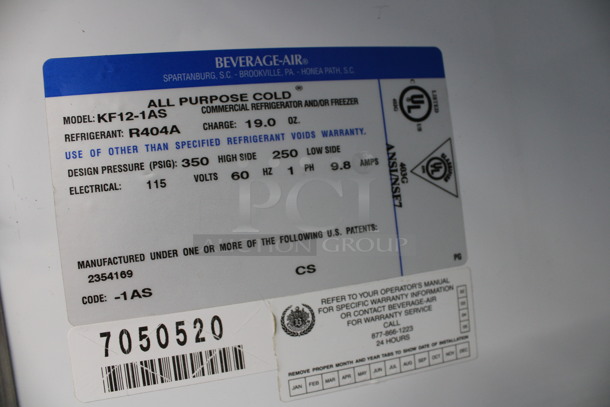 BEVERAGE-AIR®
SPARTANBURG, S.C. - BROOKVILLE, PA. - HONEA PATH, S.C.
ALL PURPOSE COLD®
MODEL: KF12-1AS COMMERCIAL REFRIGERATOR AND/OR FREEZER
REFRIGERANT: R404A CHARGE: 19.0 OZ.
USE OF OTHER THAN SPECIFIED REFRIGERANT VOIDS WARRANTY.
DESIGN PRESSURE (PSIG): 350 HIGH SIDE 250 LOW SIDE
ELECTRICAL: 115 VOLTS 60 HZ 1 PH 9.8 AMPS
LISTED
UL
403G
ANSI/NSF7
UL
PCI
AUCTION GROUP
MANUFACTURED UNDER ONE OR MORE OF THE FOLLOWING U.S. PATENTS:
2354169
CS
PG
CODE: -1AS
7050520
REFER TO YOUR OPERATOR'S MANUAL
FOR SPECIFIC WARRANTY INFORMATION
OR CONTACT BEVERAGE-AIR
FOR WARRANTY SERVICE
CALL
877-866-1223
24 HOURS
REMOVE PROPER MONTH AND YEAR TABS TO SHOW DATE OF INSTALLATION
JAN FEB MAR APR MAY JUN JUL AUG SEP OCT NOV DEC